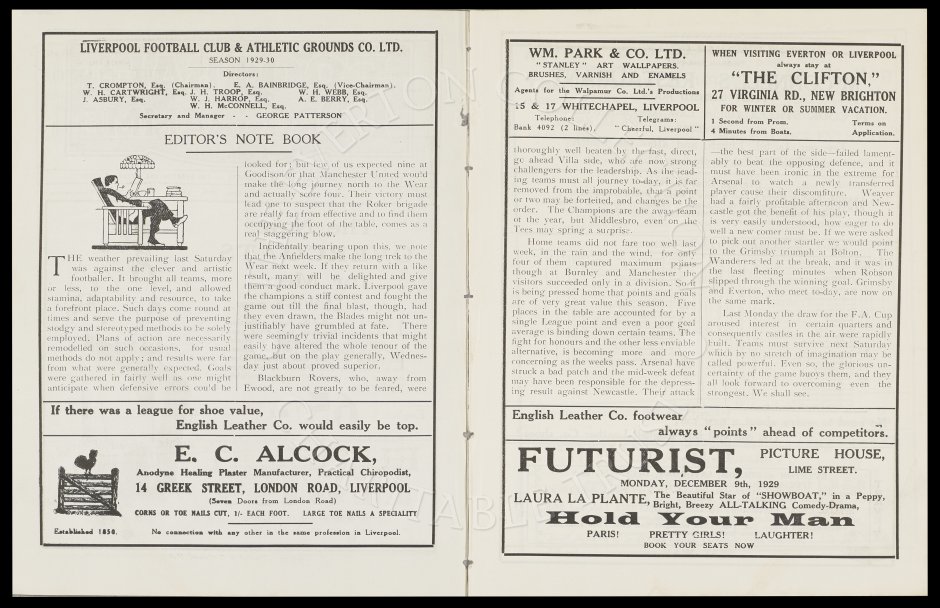 LIVERPOOL FOOTBALL CLUB & ATHLETIC GROUNDS CO. LTD.
SEASON 1929-30
Directors:
T. CROMPTON, Esq. (Chairman). E. A. BAINBRIDGE, Esq. (Vice-Chairman).
W. H. CARTWRIGHT, Esq. J. H. TROOP, Esq. W. H. WEBB, Esq.
J. ASBURY, Esq. W. J. HARROP, Esq. A. E. BERRY, Esq.
W. H. McCONNELL, Esq.
Secretary and Manager - - GEORGE PATTERSON
EDITOR'S NOTE BOOK
THE weather prevailing last Saturday
was against the clever and artistic
footballer. It brought all teams, more
or less, to the one level, and allowed
stamina, adaptability and resource, to take
a forefront place. Such days come round at
times and serve the purpose of preventing
stodgy and stereotyped methods to be solely
employed. Plans of action are necessarily
remodelled on such occasions, for usual
methods do not apply; and results were far
from what were generally expected. Goals
were gathered in fairly well as one might
anticipate when defensive errors could be
looked for; but few of us expected nine at
Goodison or that Manchester United would
make the long journey north to the Wear
and actually score four. Their victory must
lead one to suspect that the Roker brigade
are really far from effective and to find them
occupying the foot of the table, comes as a
real staggering blow.
Incidentally bearing upon this, we note
that the Anfielders make the long trek to the
Wear next week. If they return with a like
result, many will be delighted and give
them a good conduct mark. Liverpool gave
the champions a stiff contest and fought the
game out till the final blast, though, had
they even drawn, the Blades might not un-
justifiably have grumbled at fate. There
were seemingly trivial incidents that might
easily have altered the whole tenour of the
game, but on the play generally, Wednes-
day just about proved superior.
Blackburn Rovers, who, away from
Ewood, are not greatly to be feared, were
If there was a league for shoe value,
English Leather Co. would easily be top.
E. C. ALCOCK,
Anodyne Healing Plaster Manufacturer, Practical Chiropodist,
14 GREEK STREET, LONDON ROAD, LIVERPOOL
(Seven Doors from London Road)
CORNS OR TOE NAILS CUT, 1/- EACH FOOT. LARGE TOE NAILS A SPECIALITY
Established 1850. No connection with any other in the same profession in Liverpool.
WM. PARK & CO. LTD.
"STANLEY" ART WALLPAPERS.
BRUSHES, VARNISH AND ENAMELS
Agents for the Walpamur Co. Ltd.'s Productions
15 & 17 WHITECHAPEL, LIVERPOOL
Telephone: Telegrams:
Bank 4092 (2 lines). "Cheerful, Liverpool"
WHEN VISITING EVERTON OR LIVERPOOL
always stay at
"THE CLIFTON,"
27 VIRGINIA RD., NEW BRIGHTON
FOR WINTER OR SUMMER VACATION.
1 Second from Prom. Terms on
4 Minutes from Boats. Application.
thoroughly well beaten by the fast, direct,
go ahead Villa side, who are now strong
challengers for the leadership. As the lead-
ing teams must all journey to-day, it is far
removed from the improbable, that a point
or two may be forfeited, and changes be the
order. The Champions are the away team
of the year, but Middlesbro, even on the
Tees may spring a surprise.
Home teams did not fare too well last
week, in the rain and the wind, for only
four of them captured maximum points
though at Burnley and Manchester the
visitors succeeded only in a division. So it
is being pressed home that points and goals
are of very great value this season. Five
places in the table are accounted for by a
single League point and even a poor goal
average is binding down certain teams. The
fight for honours and the other less enviable
alternative, is becoming more and more
concerning as the weeks pass. Arsenal have
struck a bad patch and the mid-week defeat
may have been responsible for the depress-
ing result against Newcastle. Their attack
—the best part of the side—failed lament-
ably to beat the opposing defence, and it
must have been ironic in the extreme for
Arsenal to watch a newly transferred
player cause their discomfiture. Weaver
had a fairly profitable afternoon and New-
castle got the benefit of his play, though it
is very easily understood, how eager to do
well a new comer must be. If we were asked
to pick out another startler we would point
to the Grimsby triumph at Bolton. The
Wanderers led at the break, and it was in
the last fleeting minutes when Robson
slipped through the winning goal. Grimsby
and Everton, who meet to-day, are now on
the same mark.
Last Monday the draw for the F.A. Cup
aroused interest in certain quarters and
consequently castles in the air were rapidly
built. Teams must survive next Saturday
which by no stretch of imagination may be
called powerful. Even so, the glorious un-
certainty of the game buoys them, and they
all look forward to overcoming even the
strongest. We shall see.
English Leather Co. footwear
always "points" ahead of competitors.
FUTURIST, PICTURE HOUSE,
LIME STREET.
MONDAY, DECEMBER 9th, 1929
LAURA LA PLANTE, The Beautiful Star of "SHOWBOAT," in a Peppy,
Bright, Breezy ALL-TALKING Comedy-Drama,
Hold Your Man
PARIS! PRETTY GIRLS! LAUGHTER!
BOOK YOUR SEATS NOW